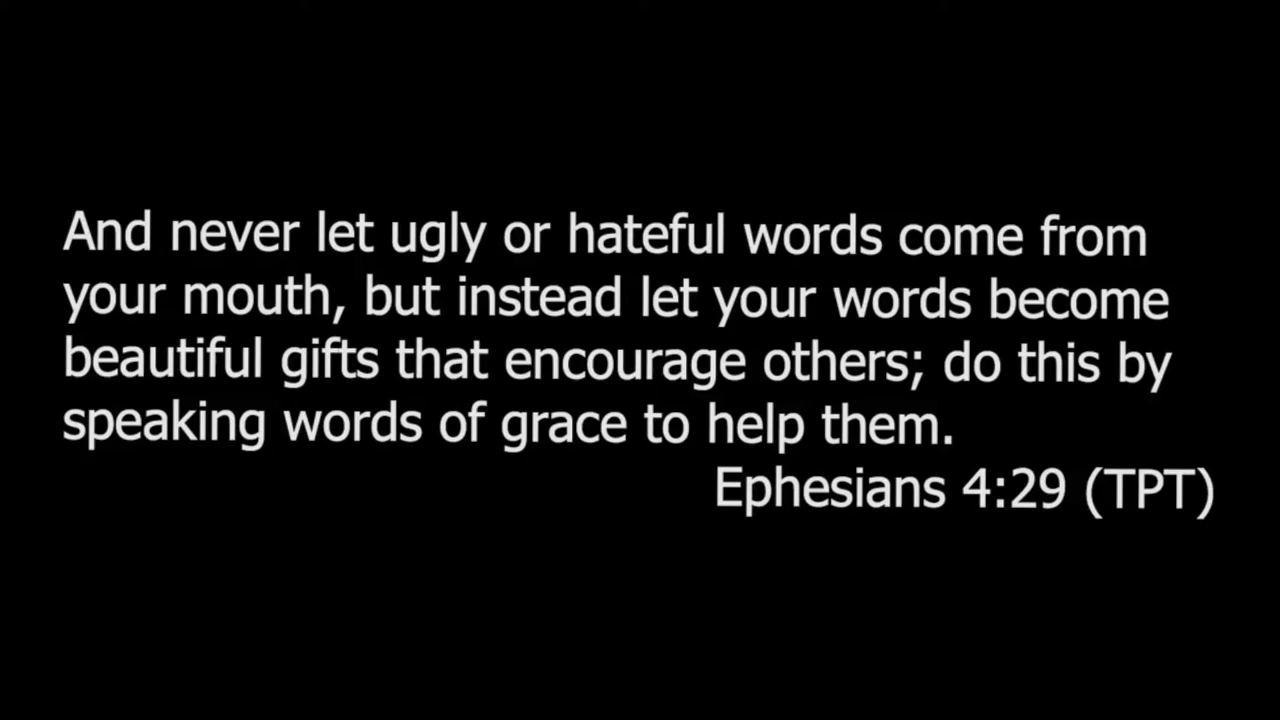 And never let ugly or hateful words come from
your mouth, but instead let your words become
beautiful gifts that encourage others; do this by
speaking words of grace to help them.
Ephesians 4:29 (TPT)